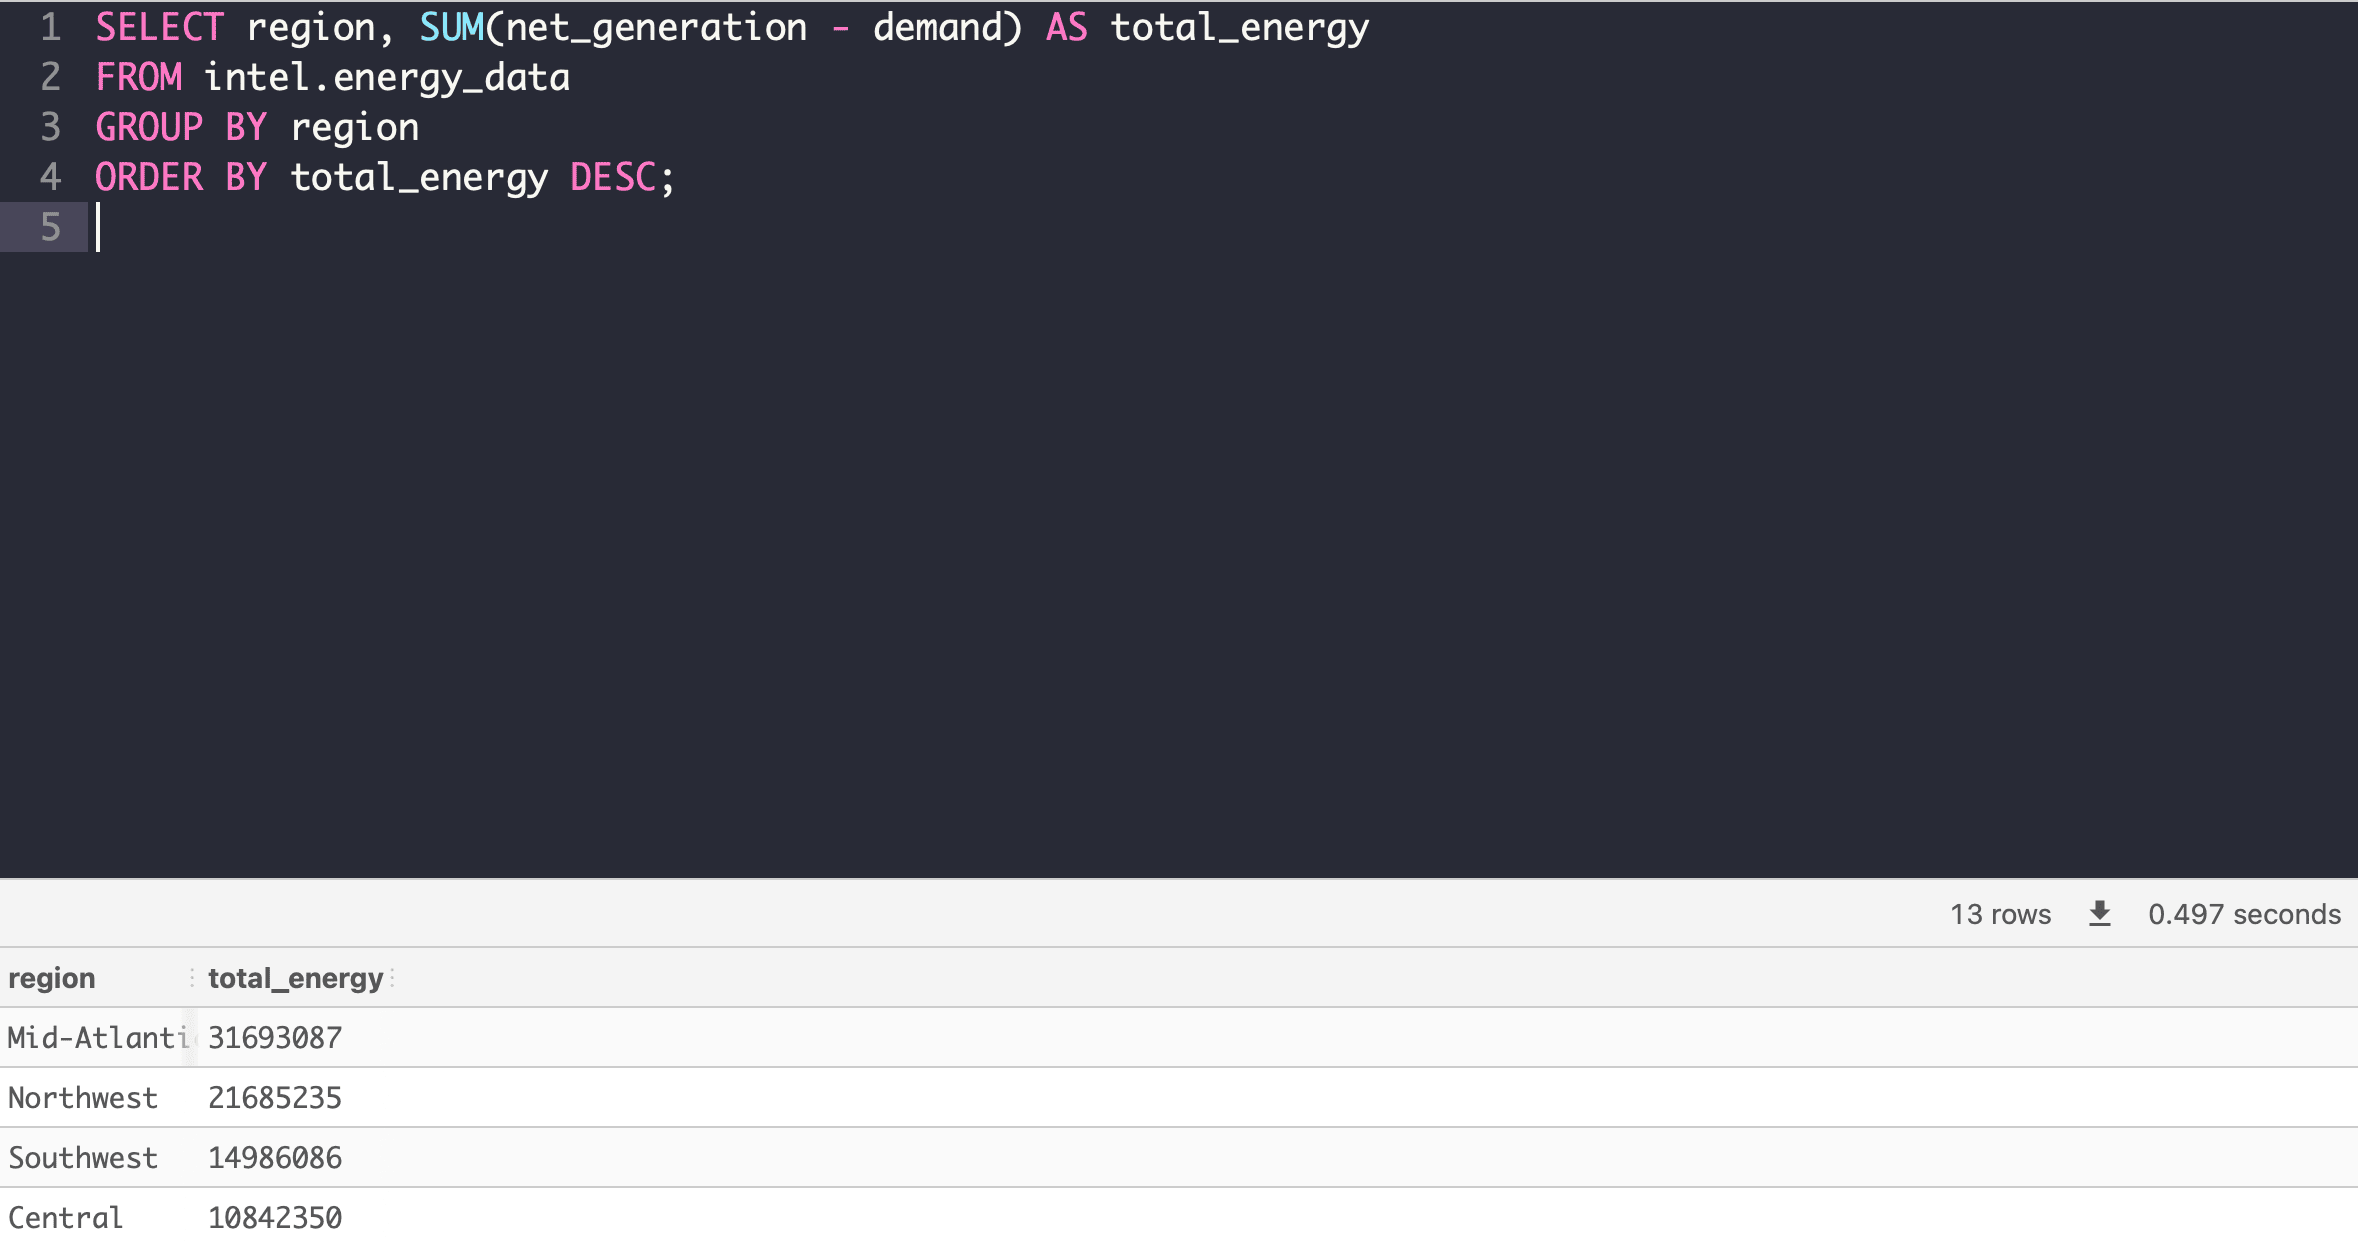 1 SELECT region, SUM(net_generation - demand) AS total_energy
2 FROM intel.energy_data
3 GROUP BY region
4 ORDER BY total_energy DESC;
5
13 rows 0.497 seconds
region total_energy
Mid-Atlanti 31693087
Northwest 21685235
Southwest 14986086
Central 10842350